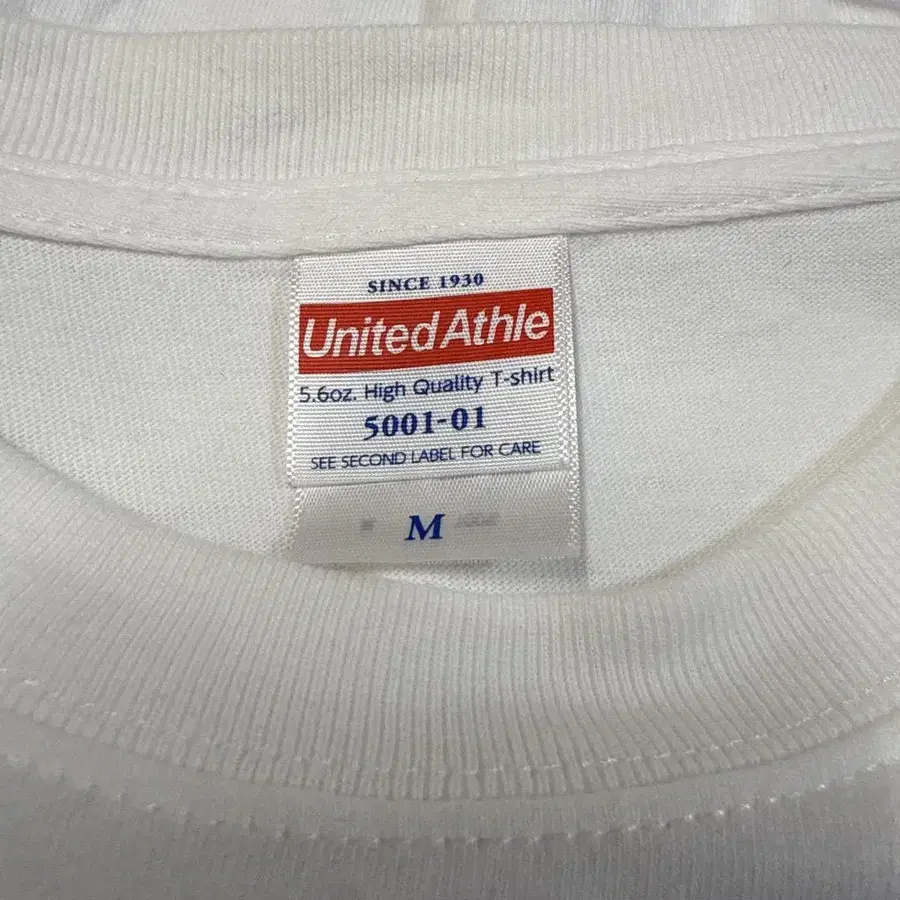 SINCE 1930
United Athle
5.6oz. High Quality T-shirt
5001-01
SEE SECOND LABEL FOR CARE
M